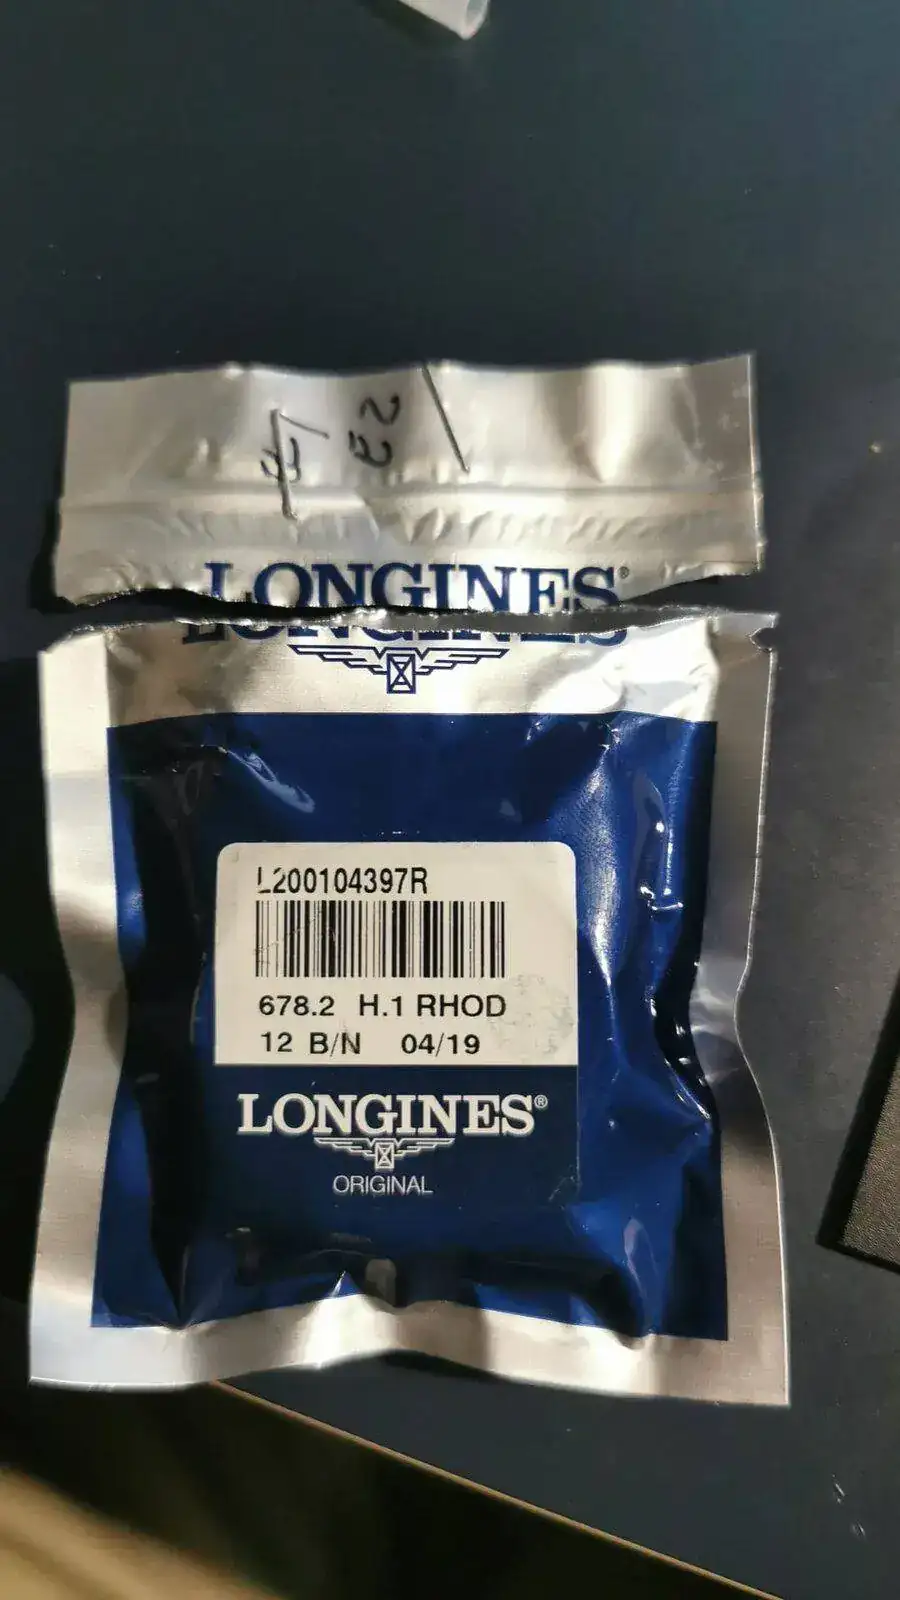 LONGINES®
LONGINES
L200104397R
678.2 H.1 RHOD
12 B/N 04/19
LONGINES®
ORIGINAL